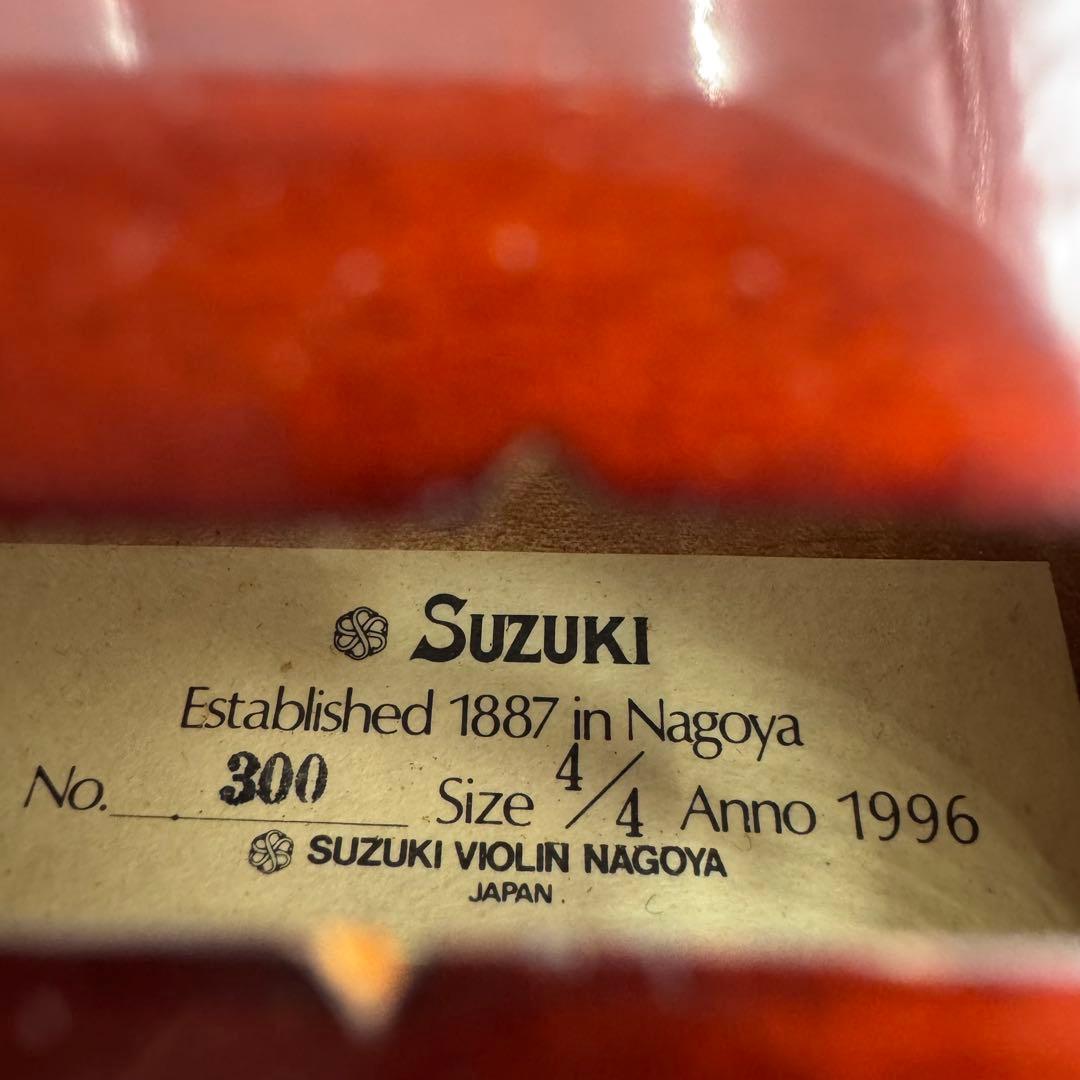 SUZUKI
Established 1887 in Nagoya
No. 300 Size 4/4 Anno 1996
SUZUKI VIOLIN NAGOYA
JAPAN